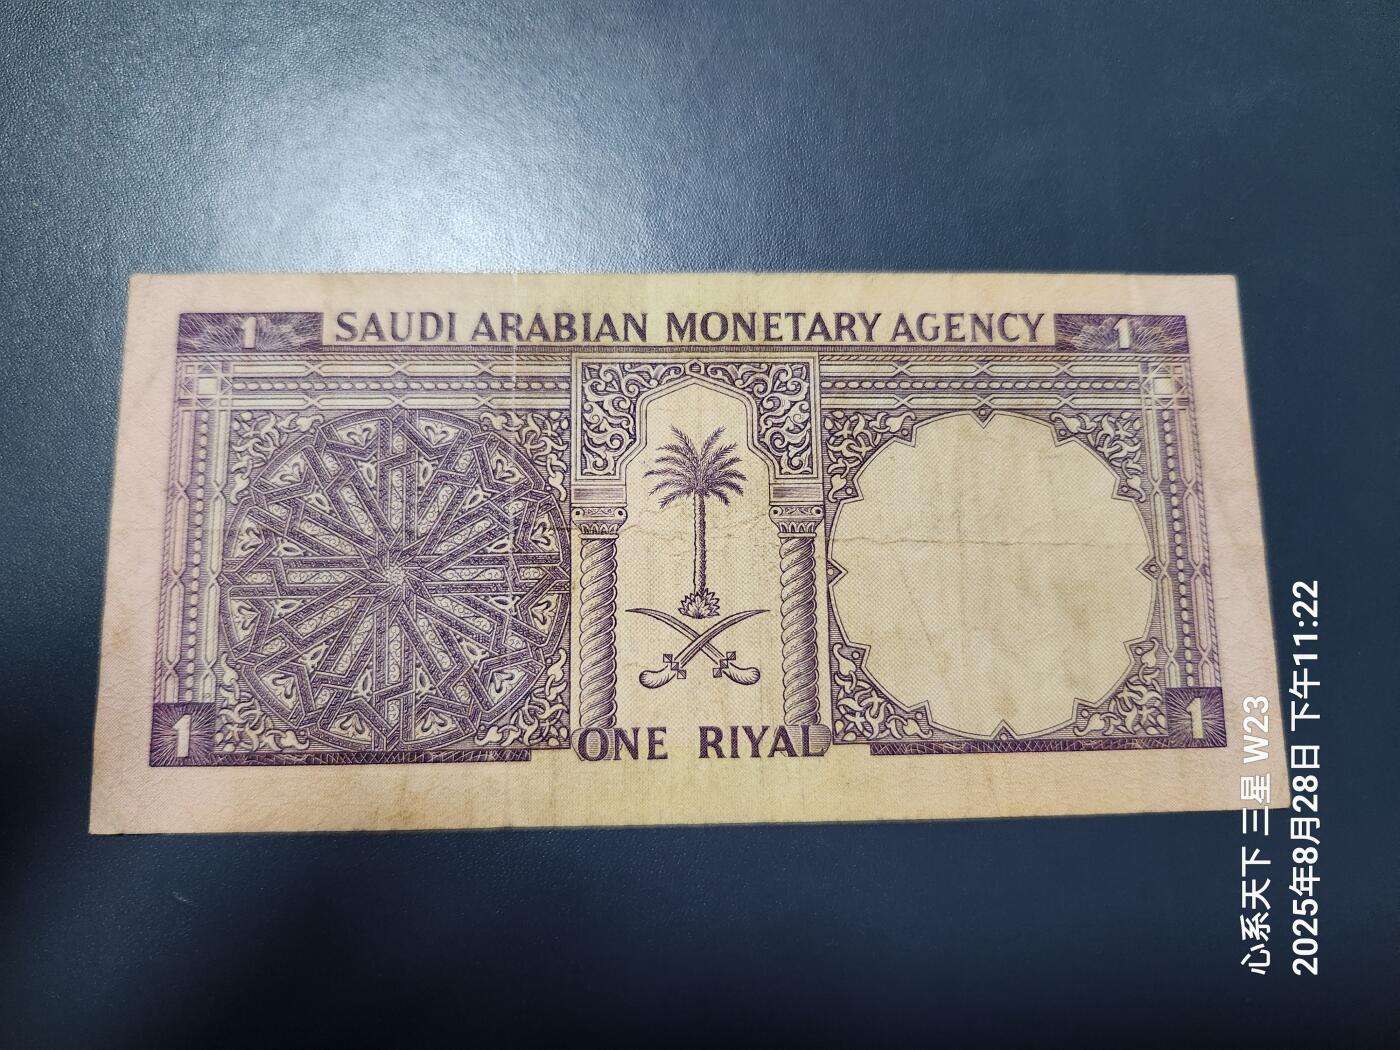 1 SAUDI ARABIAN MONETARY AGENCY 1
1 ONE RIYAL 1
心系天下 三星 W23
2025年8月28日 下午11:22